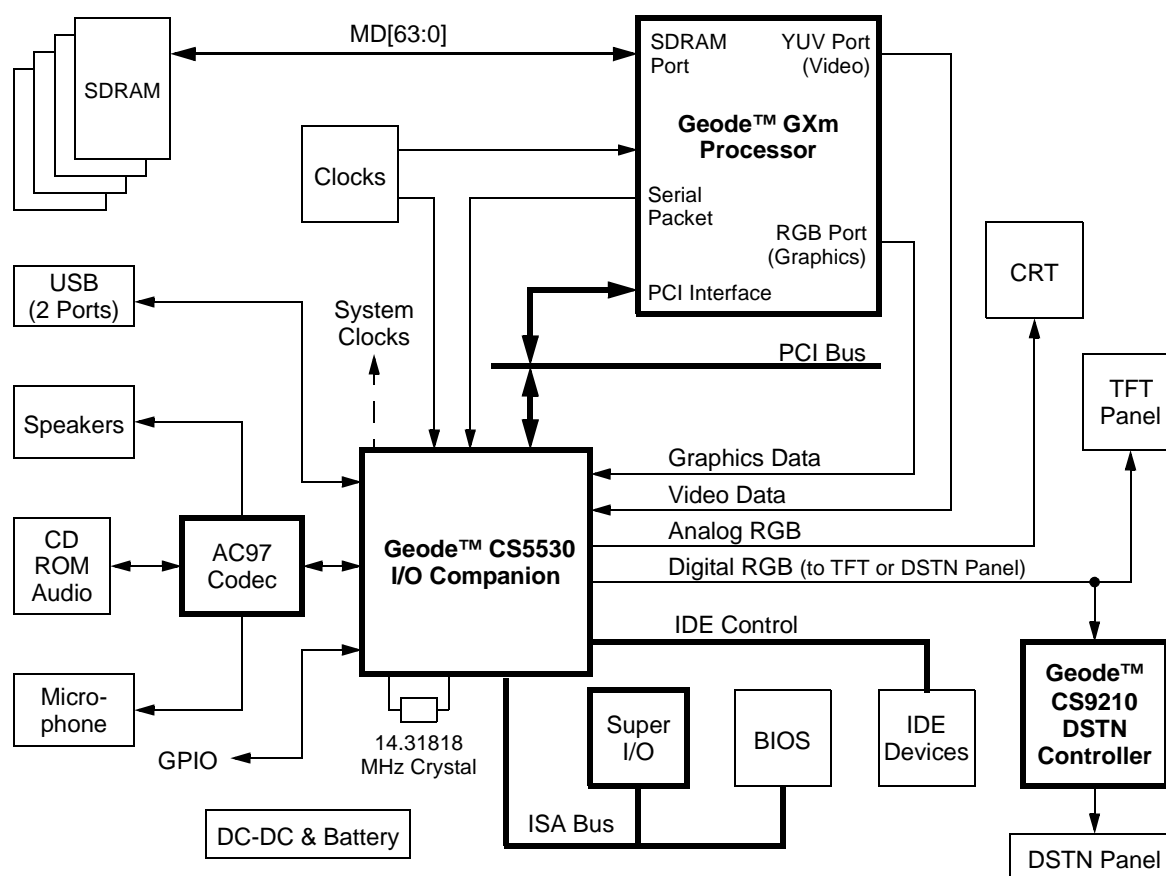 MD[63:0]
SDRAM
SDRAM
Port
YUV Port
(Video)
Geode™ GXm
Processor
Clocks
Serial
Packet
RGB Port
(Graphics)
PCI Interface
CRT
USB
(2 Ports)
System
Clocks
PCI Bus
TFT
Panel
Speakers
Graphics Data
Video Data
Analog RGB
Digital RGB (to TFT or DSTN Panel)
CD
ROM
Audio
AC97
Codec
Geode™ CS5530
I/O Companion
IDE Control
Micro-
phone
GPIO
14.31818
MHz Crystal
Super
I/O
BIOS
IDE
Devices
Geode™
CS9210
DSTN
Controller
ISA Bus
DC-DC & Battery
DSTN Panel